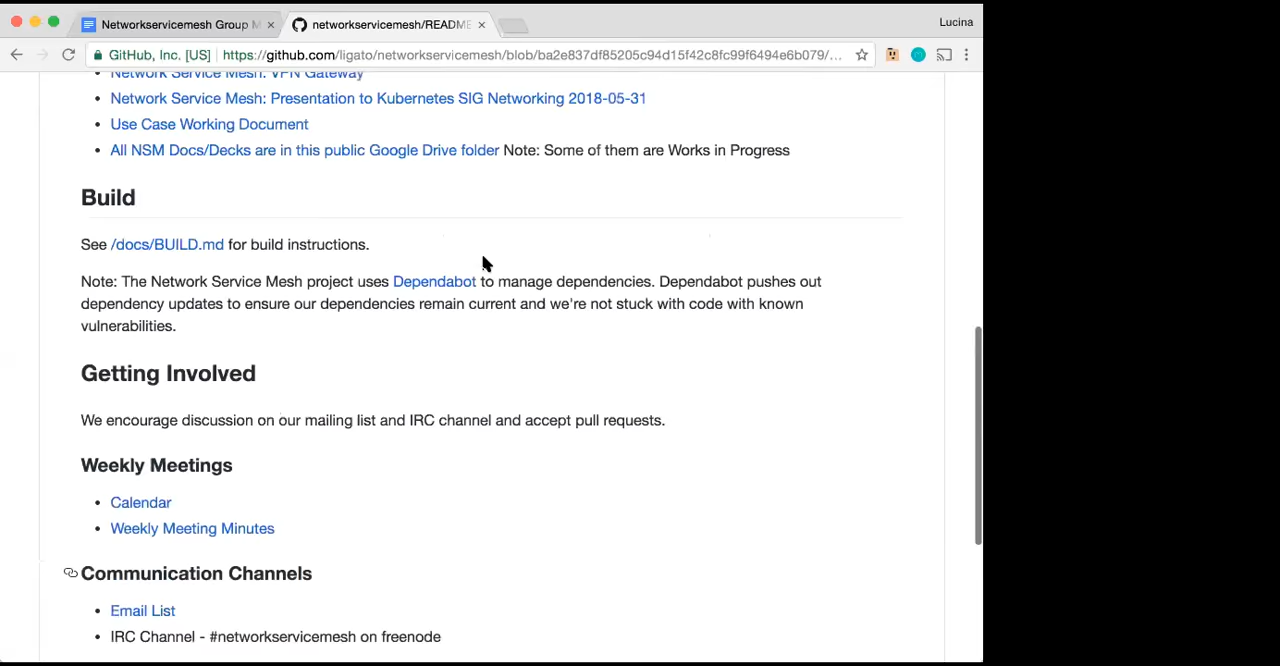 Networkservicemesh Group M
networkservicemesh/README
Lucina
GitHub, Inc. [US] https://github.com/ligato/networkservicemesh/blob/ba2e837df85205c94d15f42c8fc99f6494e6b079/...
Network Service Mesh: VPN Gateway
Network Service Mesh: Presentation to Kubernetes SIG Networking 2018-05-31
Use Case Working Document
All NSM Docs/Decks are in this public Google Drive folder Note: Some of them are Works in Progress
Build
See /docs/BUILD.md for build instructions.
Note: The Network Service Mesh project uses Dependabot to manage dependencies. Dependabot pushes out
dependency updates to ensure our dependencies remain current and we're not stuck with code with known
vulnerabilities.
Getting Involved
We encourage discussion on our mailing list and IRC channel and accept pull requests.
Weekly Meetings
Calendar
Weekly Meeting Minutes
Communication Channels
Email List
IRC Channel - #networkservicemesh on freenode